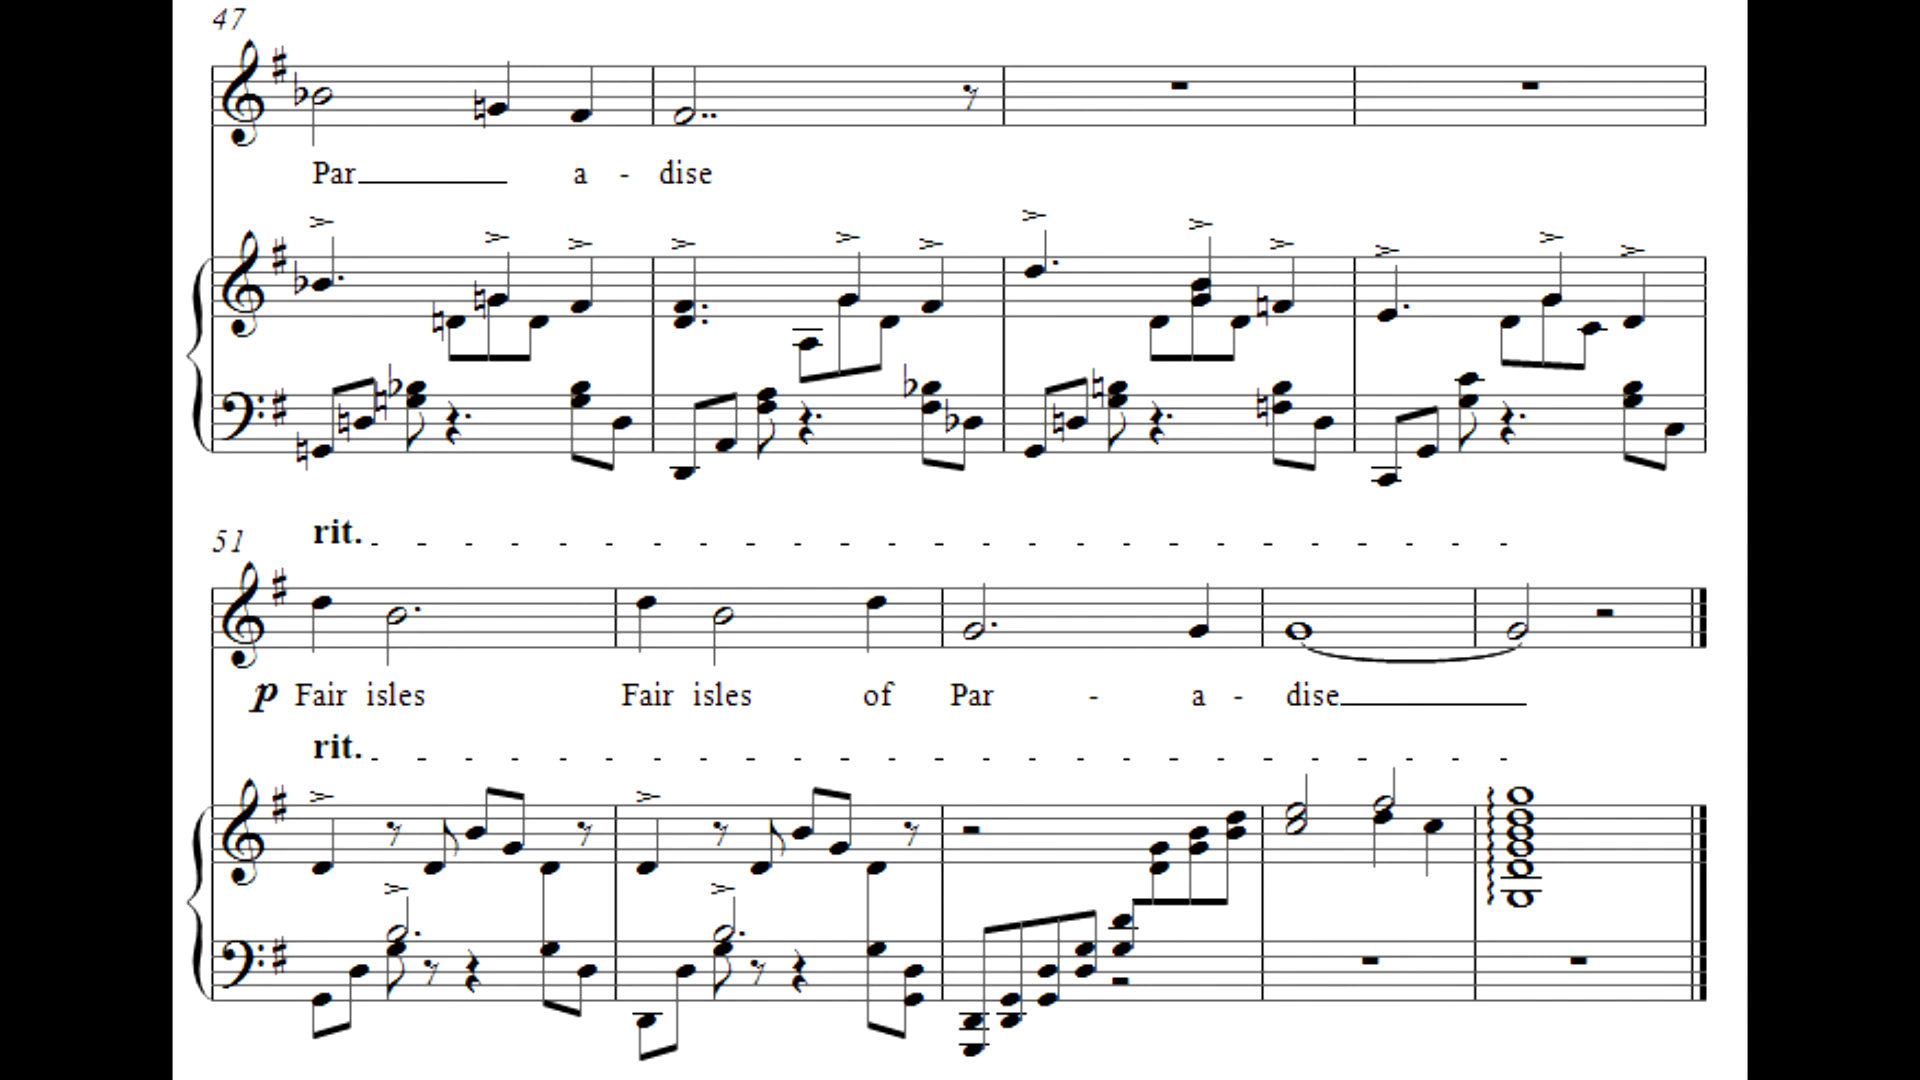 47
Par a - dise
rit.
51
p Fair isles Fair isles of Par - a - dise
rit.